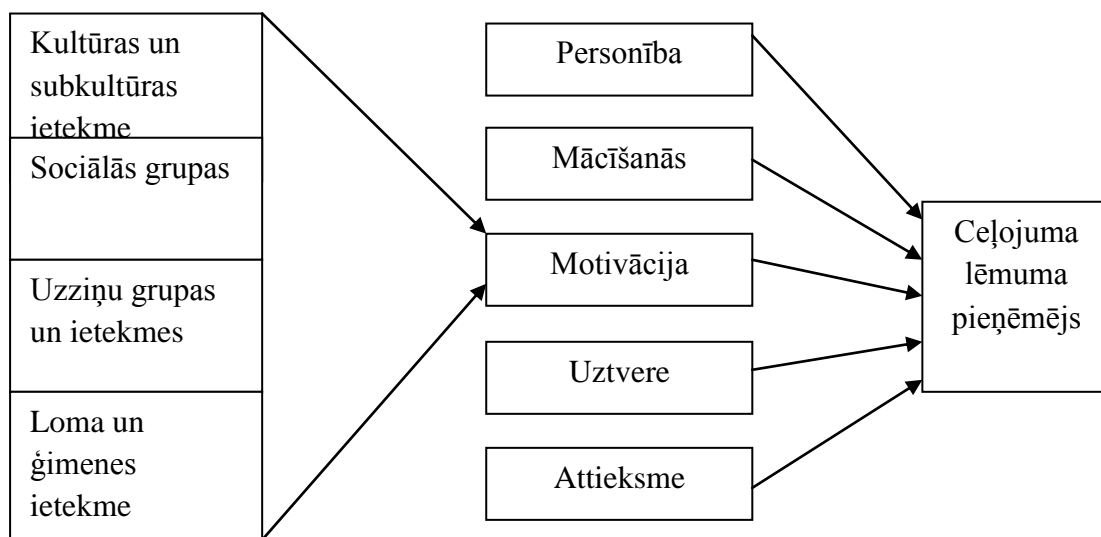 Kultūras un
subkultūras
ietekme
Sociālās grupas
Uzziņu grupas
un ietekmes
Loma un
ģimenes
ietekme
Personība
Mācīšanās
Motivācija
Uztvere
Attieksme
Ceļojuma
lēmuma
pieņēmējs